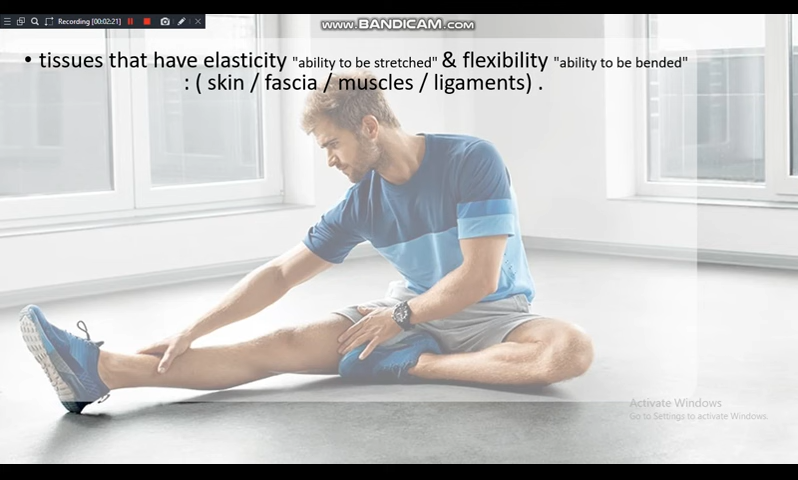 Recording [00:02:21]
www.BANDICAM.com
• tissues that have elasticity "ability to be stretched" & flexibility "ability to be bended"
: ( skin / fascia / muscles / ligaments) .
Activate Windows
Go to Settings to activate Windows.